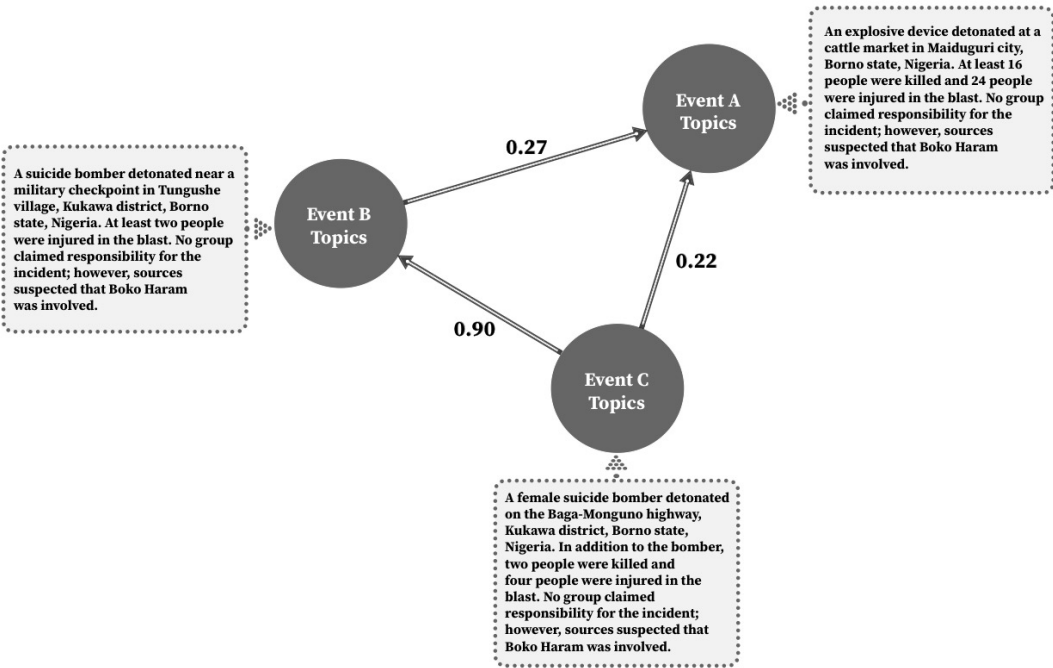 An explosive device detonated at a
cattle market in Maiduguri city,
Borno state, Nigeria. At least 16
people were killed and 24 people
were injured in the blast. No group
claimed responsibility for the
incident; however, sources
suspected that Boko Haram
was involved.
Event A
Topics
0.27
A suicide bomber detonated near a
military checkpoint in Tungushe
village, Kukawa district, Borno
state, Nigeria. At least two people
were injured in the blast. No group
claimed responsibility for the
incident; however, sources
suspected that Boko Haram
was involved.
Event B
Topics
0.22
0.90
Event C
Topics
A female suicide bomber detonated
on the Baga-Monguno highway,
Kukawa district, Borno state,
Nigeria. In addition to the bomber,
two people were killed and
four people were injured in the
blast. No group claimed
responsibility for the incident;
however, sources suspected that
Boko Haram was involved.